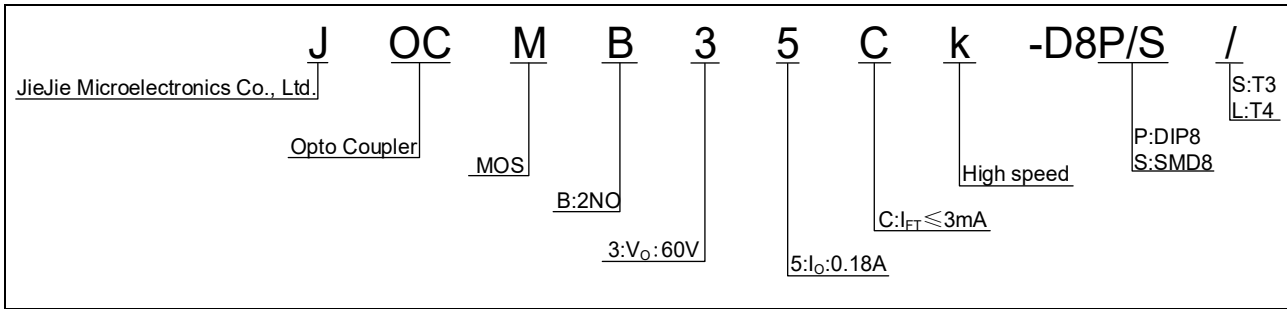 J OC M B 3 5 C k -D8P/S /
JieJie Microelectronics Co., Ltd.
S:T3
L:T4
Opto Coupler
P:DIP8
S:SMD8
MOS
High speed
B:2NO
C:IFT≤3mA
3:VO:60V
5:IO:0.18A